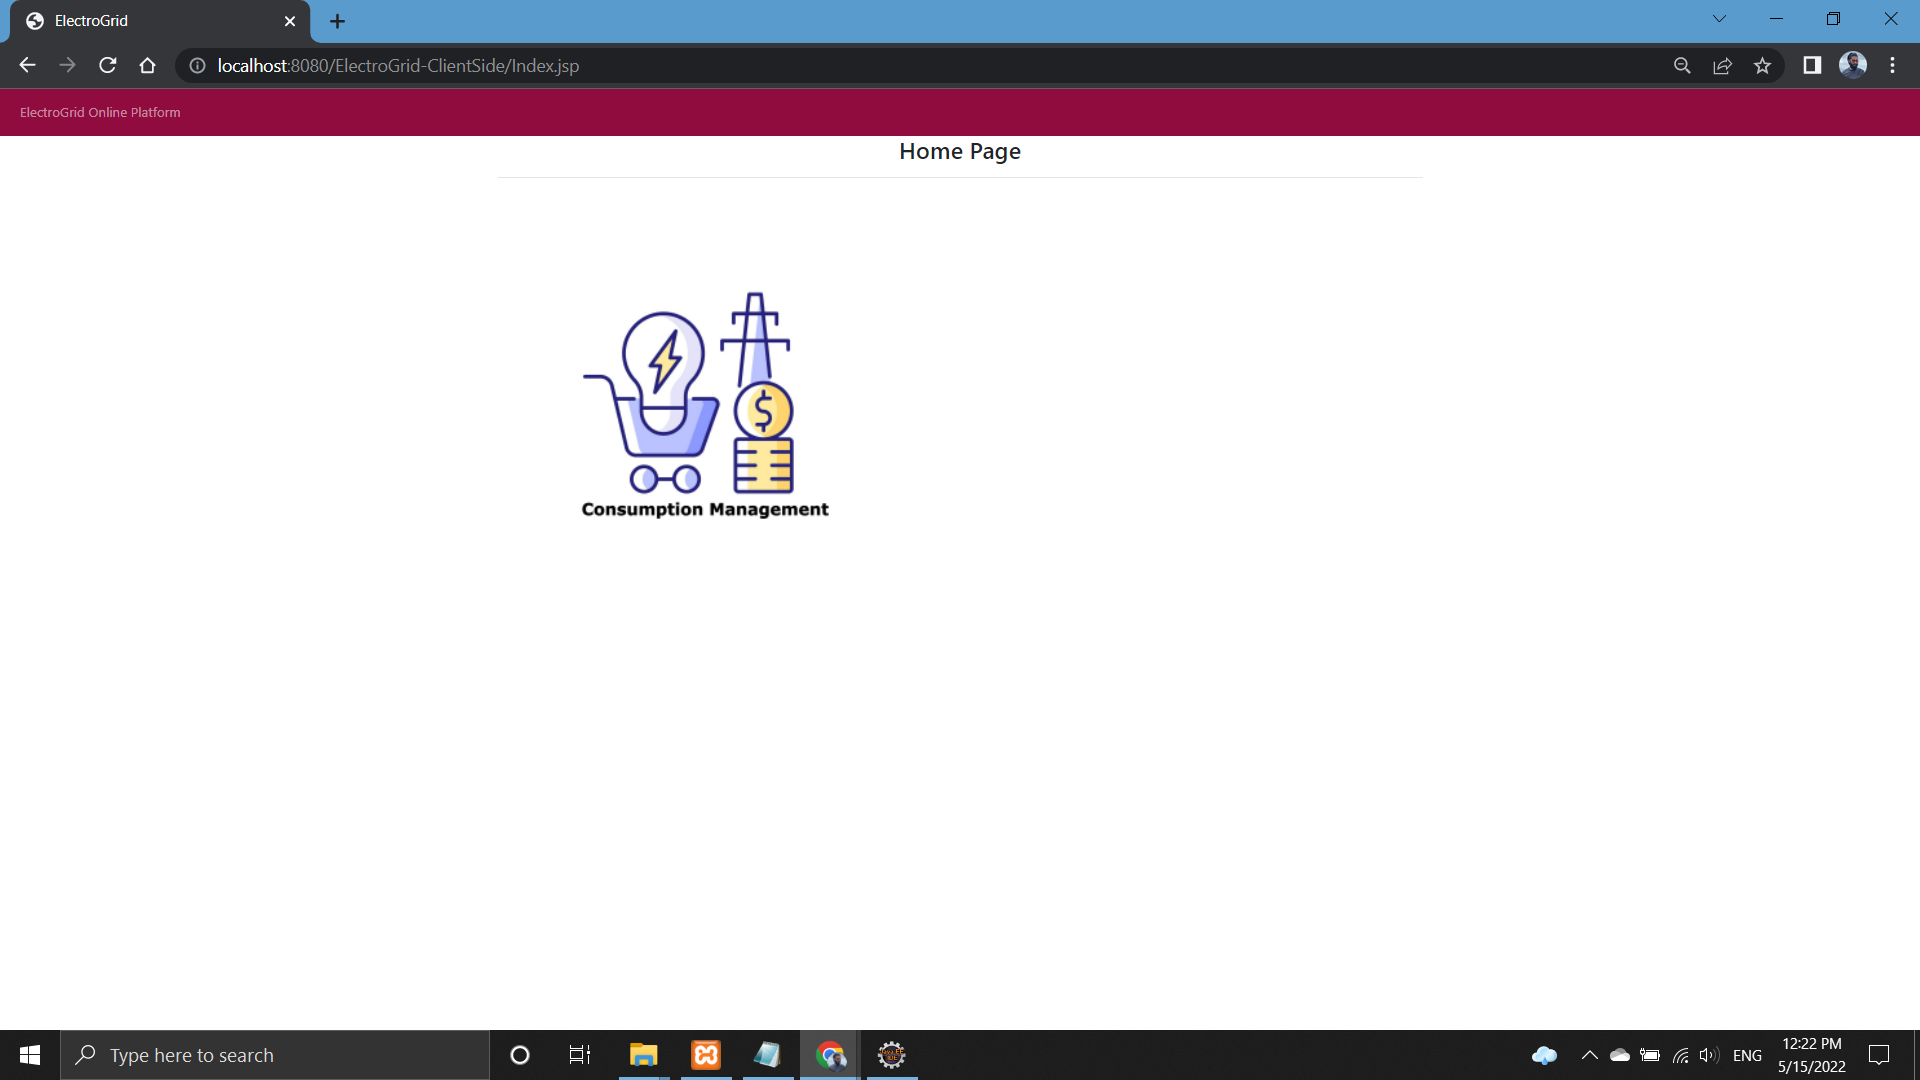 ElectroGrid
localhost:8080/ElectroGrid-ClientSide/Index.jsp
ElectroGrid Online Platform
Home Page
$
Consumption Management
Type here to search
ENG
12:22 PM
5/15/2022